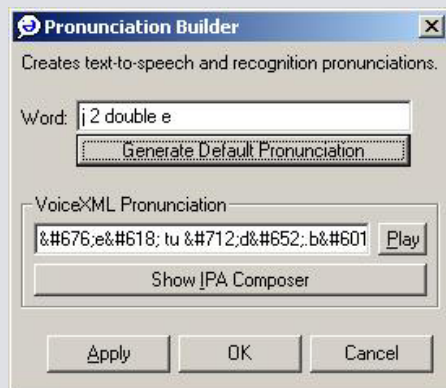 Pronunciation Builder
Creates text-to-speech and recognition pronunciations.
Word: j 2 double e
Generate Default Pronunciation
VoiceXML Pronunciation
&#676;e&#618; tu &#712;d&#652;.b&#601 Play
Show IPA Composer
Apply OK Cancel